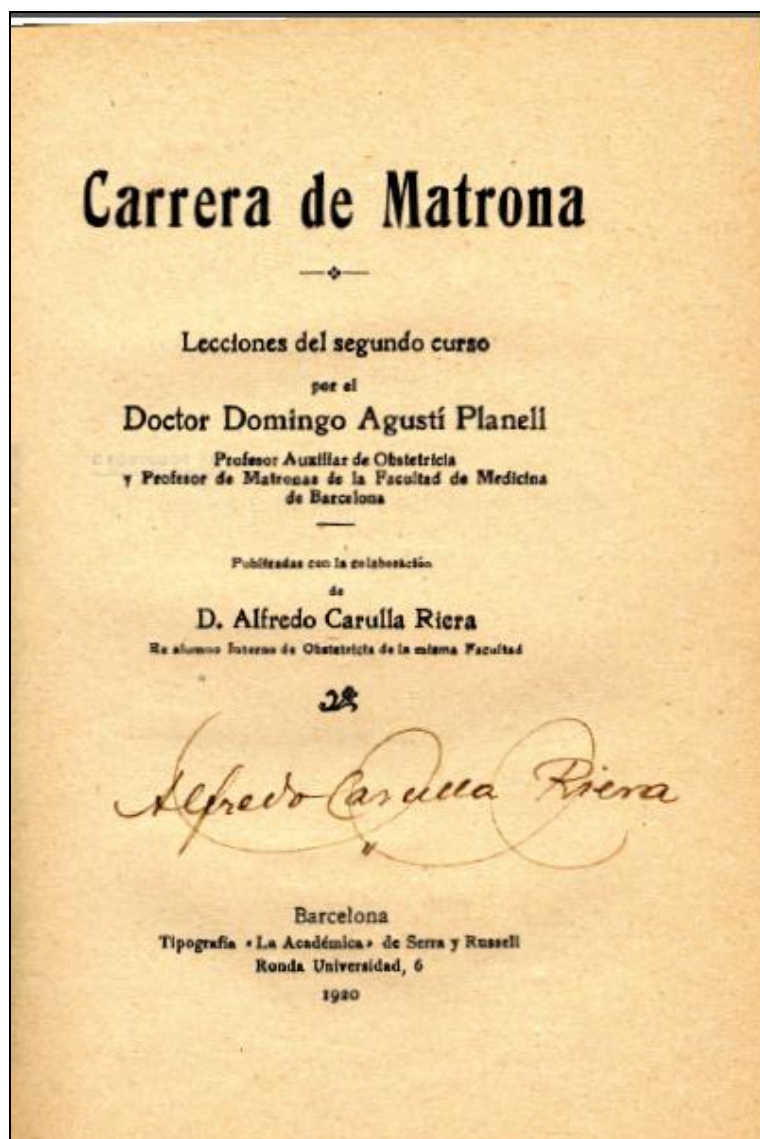 Carrera de Matrona
Lecciones del segundo curso
por el
Doctor Domingo Agustí Planell
Profesor Auxiliar de Obstetricia
y Profesor de Matronas de la Facultad de Medicina
de Barcelona
Publicadas con la colaboración
de
D. Alfredo Carulla Riera
Ex alumno Interno de Obstetricia de la misma Facultad
Alfredo Carulla Riera
Barcelona
Tipografía «La Académica» de Serra y Russell
Ronda Universidad, 6
1920